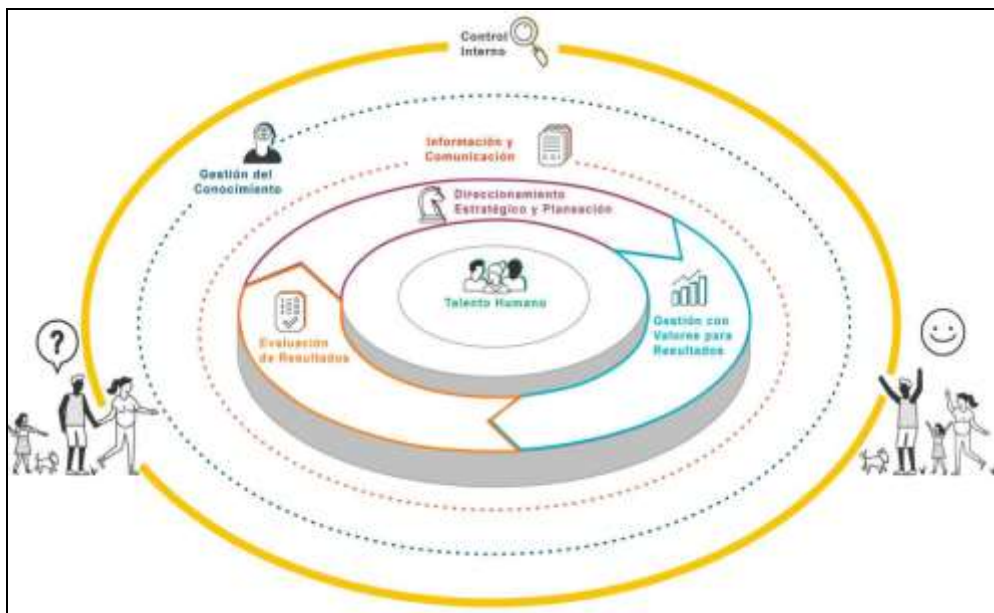 Control
Interno
Gestión del
Conocimiento
Información y
Comunicación
Direccionamiento
Estratégico y Planeación
Talento Humano
Gestión con
Valores para
Resultados
Evaluación
de Resultados
?